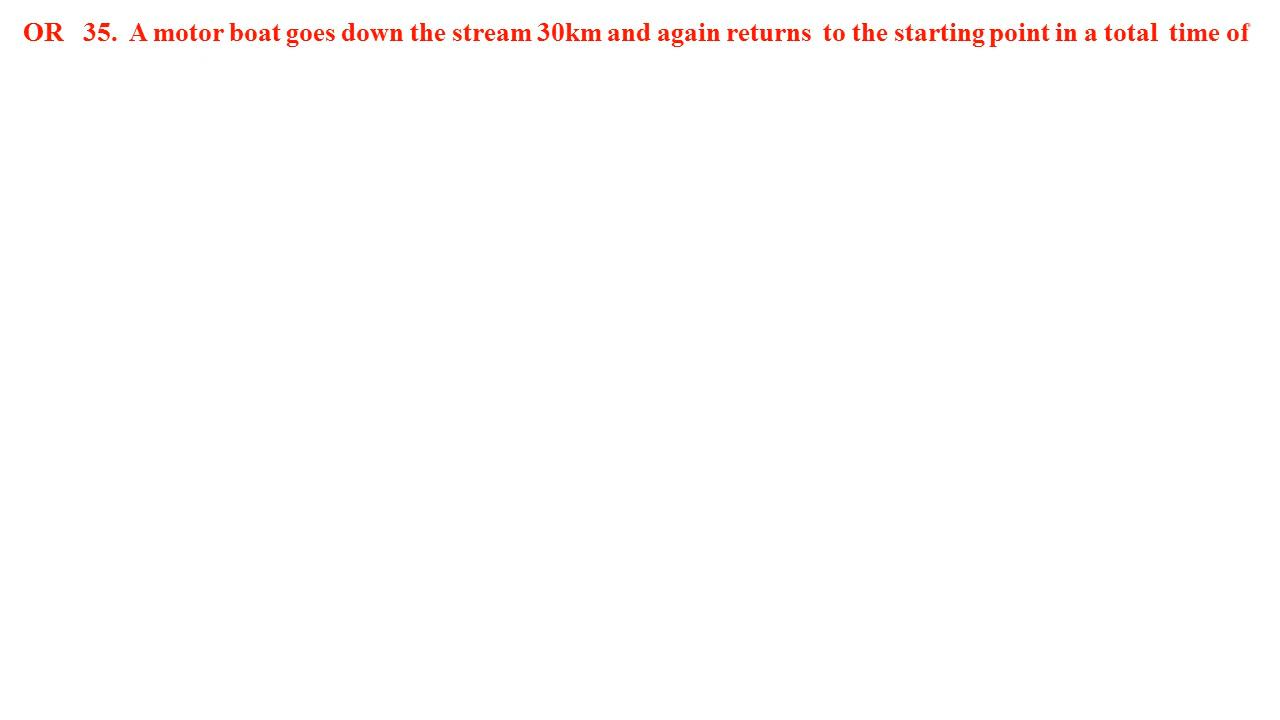 OR 35. A motor boat goes down the stream 30km and again returns to the starting point in a total time of